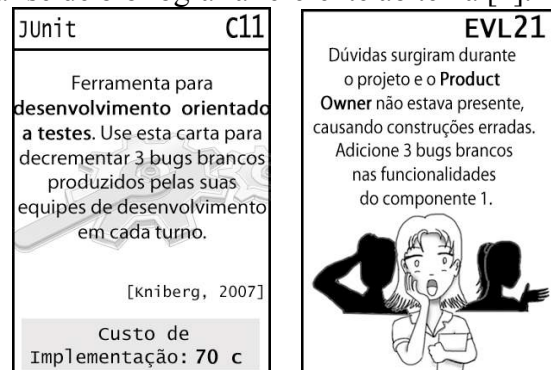 JUnit C11
Ferramenta para
desenvolvimento orientado
a testes. Use esta carta para
decrementar 3 bugs brancos
produzidos pelas suas
equipes de desenvolvimento
em cada turno.
[Kniberg, 2007]
Custo de
Implementação: 70 c
EVL21
Dúvidas surgiram durante
o projeto e o Product
Owner não estava presente,
causando construções erradas.
Adicione 3 bugs brancos
nas funcionalidades
do componente 1.